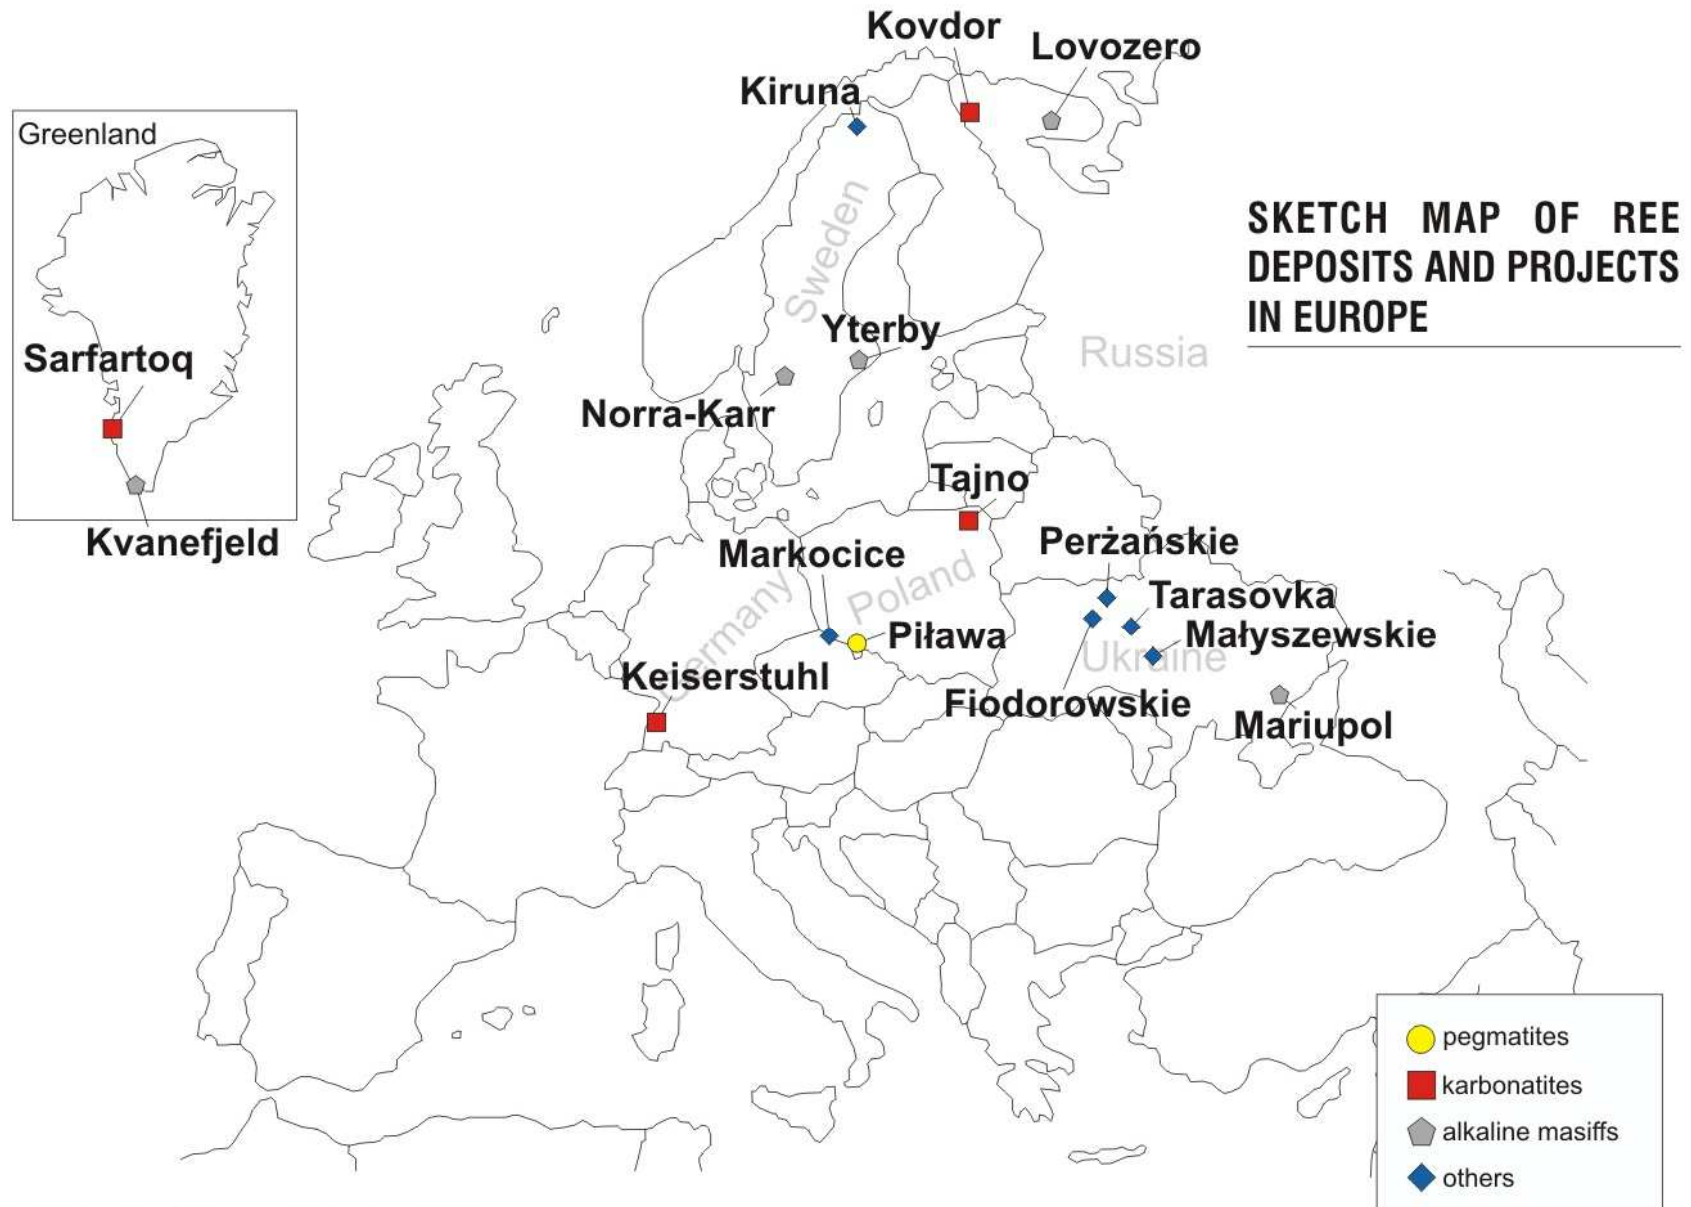 Kovdor
Lovozero
Kiruna
Greenland
Sweden
SKETCH MAP OF REE
DEPOSITS AND PROJECTS
IN EUROPE
Yterby
Russia
Sarfartoq
Norra-Karr
Tajno
Kvanefjeld
Markocice
Perżańskie
Poland
Tarasovka
Germany
Piława
Małyszewskie
Ukraine
Keiserstuhl
Fiodorowskie
Mariupol
pegmatites
karbonatites
alkaline masiffs
others